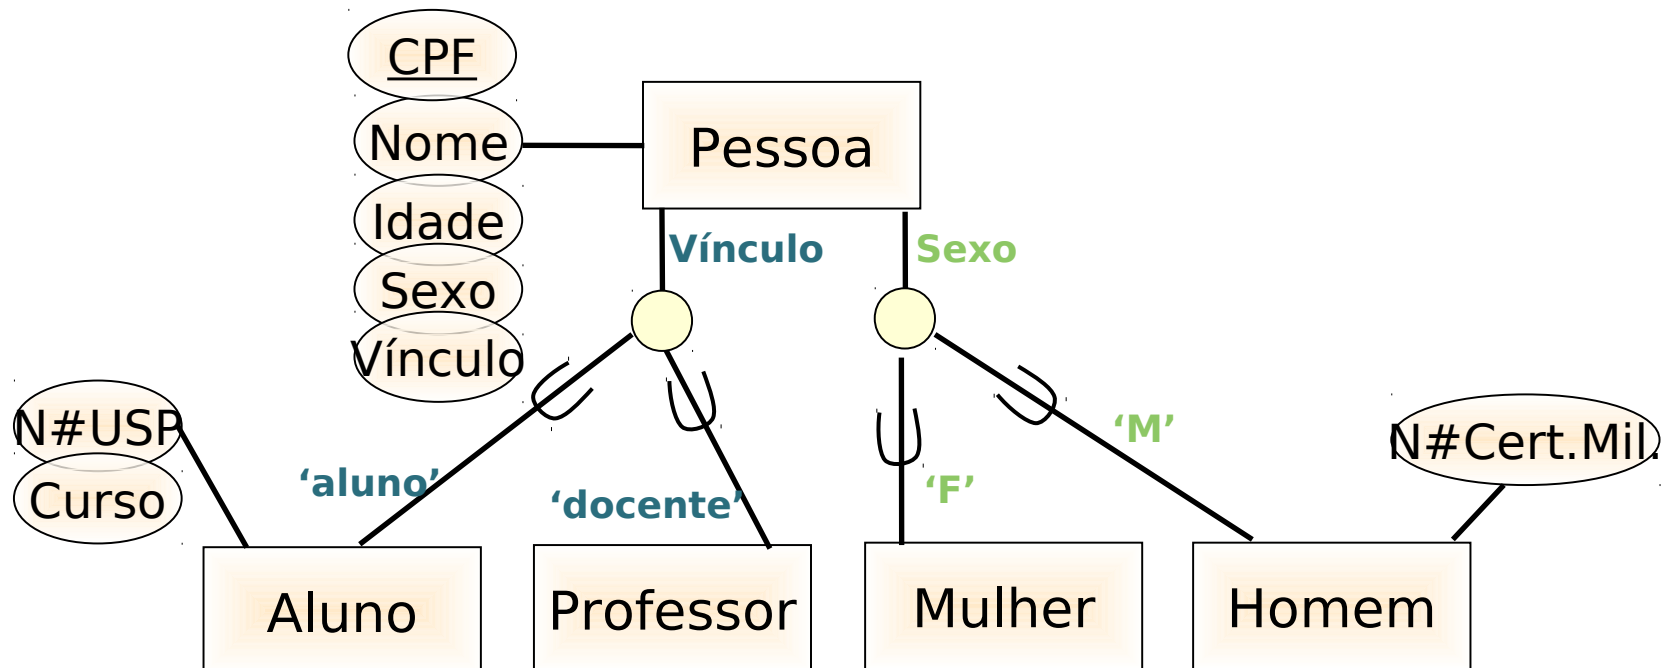 CPF
Nome
Pessoa
Idade
Vínculo
Sexo
Sexo
Vínculo
N#USP
‘M’
N#Cert.Mil.
‘aluno’
‘docente’
‘F’
Curso
Aluno
Professor
Mulher
Homem